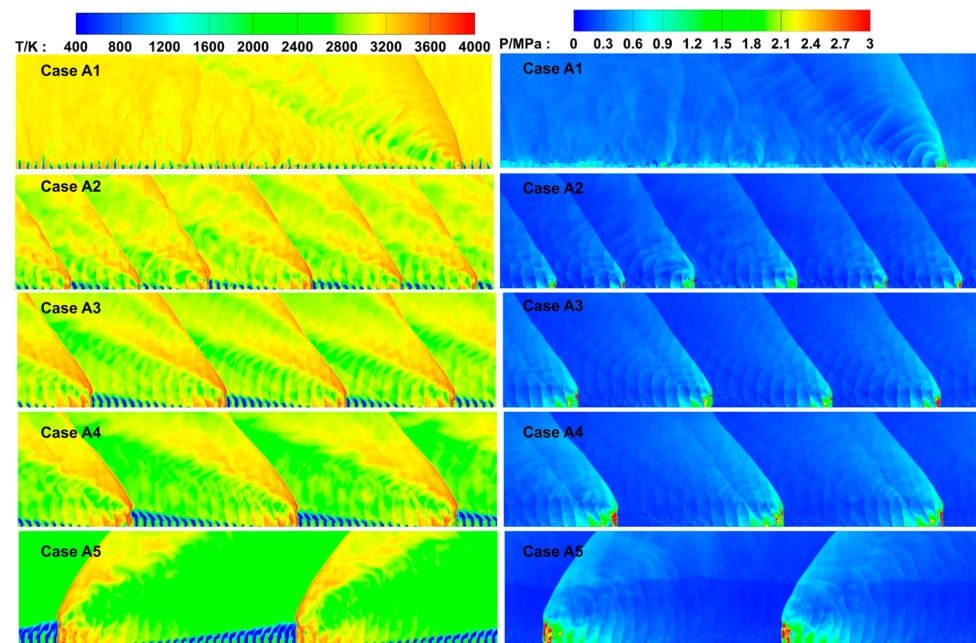 T/K : 400 800 1200 1600 2000 2400 2800 3200 3600 4000
P/MPa : 0 0.3 0.6 0.9 1.2 1.5 1.8 2.1 2.4 2.7 3
Case A1
Case A1
Case A2
Case A2
Case A3
Case A3
Case A4
Case A4
Case A5
Case A5